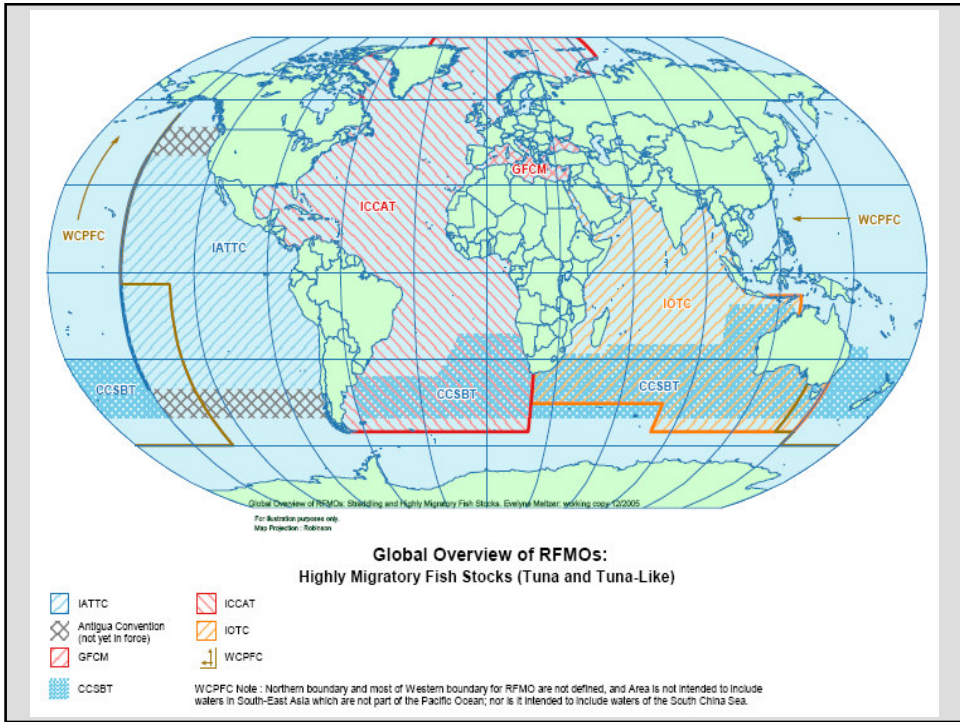 GFCM
ICCAT
WCPFC
WCPFC
IATTC
IOTC
CCSBT
CCSBT
CCSBT
Global Overview of RFMOs: Straddling and Highly Migratory Fish Stocks. Evelyne Meltzer: working copy 12/2005
For illustration purposes only.
Map Projection : Robinson
Global Overview of RFMOs:
Highly Migratory Fish Stocks (Tuna and Tuna-Like)
IATTC
ICCAT
Antigua Convention
(not yet in force)
IOTC
GFCM
WCPFC
CCSBT
WCPFC Note : Northern boundary and most of Western boundary for RFMO are not defined, and Area is not intended to include
waters in South-East Asia which are not part of the Pacific Ocean; nor is it intended to include waters of the South China Sea.